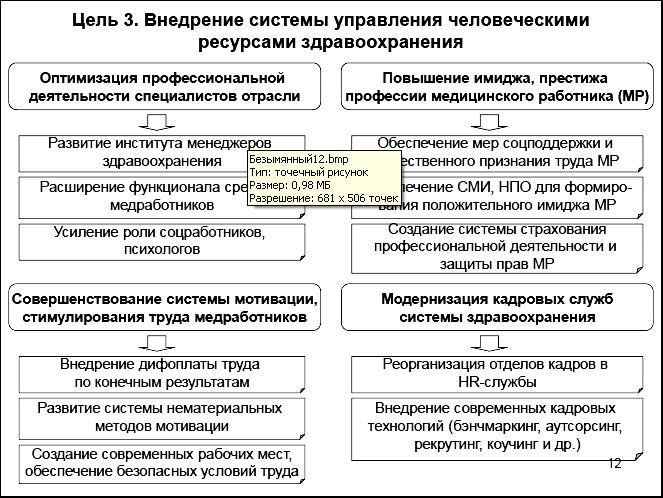 Цель 3. Внедрение системы управления человеческими
ресурсами здравоохранения
Оптимизация профессиональной
деятельности специалистов отрасли
Развитие института менеджеров
здравоохранения
Расширение функционала
медработников
Усиление роли соцработников,
психологов
Повышение имиджа, престижа
профессии медицинского работника (МР)
Обеспечение мер соцподдержки и
признания труда МР
СМИ, НПО для формиро-
вания положительного имиджа МР
Создание системы страхования
профессиональной деятельности и
защиты прав МР
Безымянный12.bmp
Тип: точечный рисунок
Размер: 0,98 МБ
Разрешение: 681 x 506 точек
Совершенствование системы мотивации,
стимулирования труда медработников
Внедрение дифоплаты труда
по конечным результатам
Развитие системы нематериальных
методов мотивации
Создание современных рабочих мест,
обеспечение безопасных условий труда
Модернизация кадровых служб
системы здравоохранения
Реорганизация отделов кадров в
HR-службы
Внедрение современных кадровых
технологий (бэнчмаркинг, аутсорсинг,
рекрутинг, коучинг и др.)
12